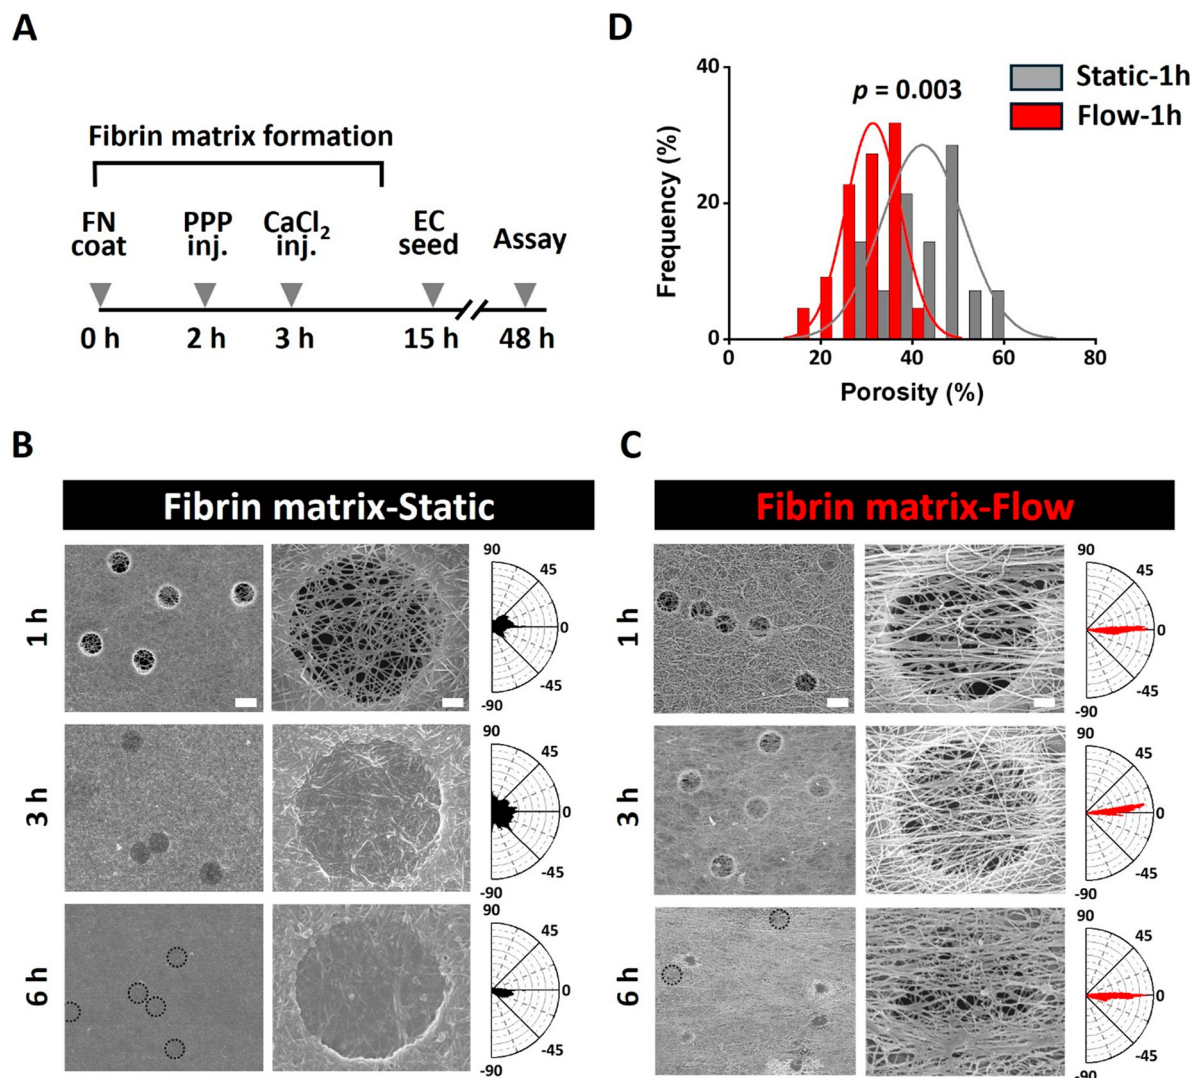 A
Fibrin matrix formation
FN coat
PPP inj.
CaCl₂ inj.
EC seed
Assay
0 h
2 h
3 h
15 h
48 h
D
p = 0.003
Static-1h
Flow-1h
Frequency (%)
40
20
0
0
20
40
60
80
Porosity (%)
B
Fibrin matrix-Static
1 h
90
45
0
-45
-90
3 h
90
45
0
-45
-90
6 h
90
45
0
-45
-90
C
Fibrin matrix-Flow
1 h
90
45
0
-45
-90
3 h
90
45
0
-45
-90
6 h
90
45
0
-45
-90